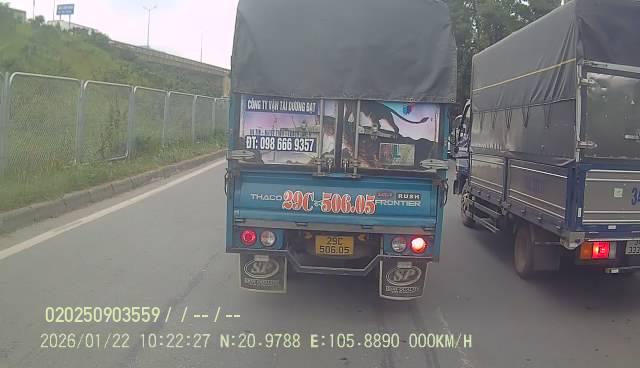 CÔNG TY VẬN TẢI DƯƠNG ĐẠT
ĐT: 098 666 9357
THACO
29C-506.05
RUSH
FRONTIER
29C
506.05
SP
SP
020250903559 / / -- / --
2026/01/22 10:22:27 N:20.9788 E:105.8890 000KM/H